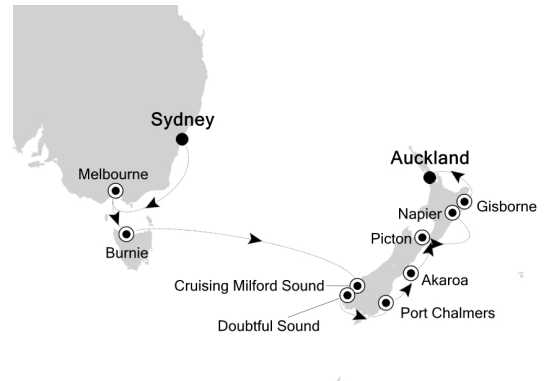 Sydney
Melbourne
Burnie
Auckland
Gisborne
Napier
Picton
Akaroa
Cruising Milford Sound
Port Chalmers
Doubtful Sound